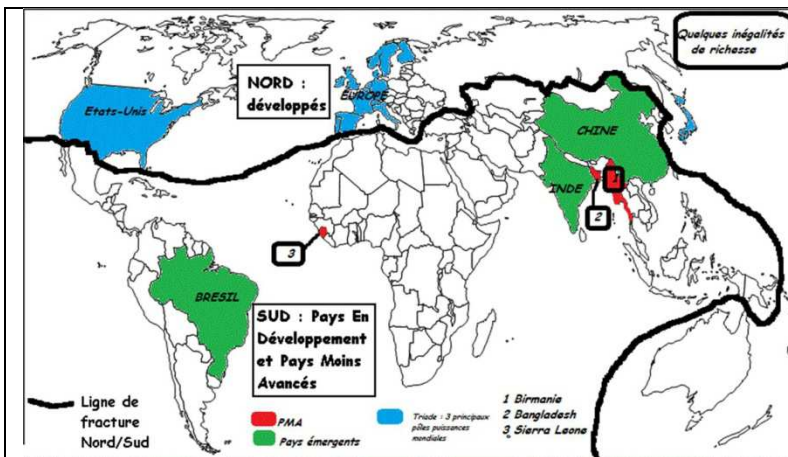 Quelques inégalités
de richesse
NORD :
développés
EUROPE
Etats-Unis
CHINE
INDE
1
2
3
BRESIL
SUD : Pays En
Développement
et Pays Moins
Avancés
Ligne de
fracture
Nord/Sud
PMA
Pays émergents
Triade : 3 principaux
pôles puissances
mondiales
1 Birmanie
2 Bangladesh
3 Sierra Leone